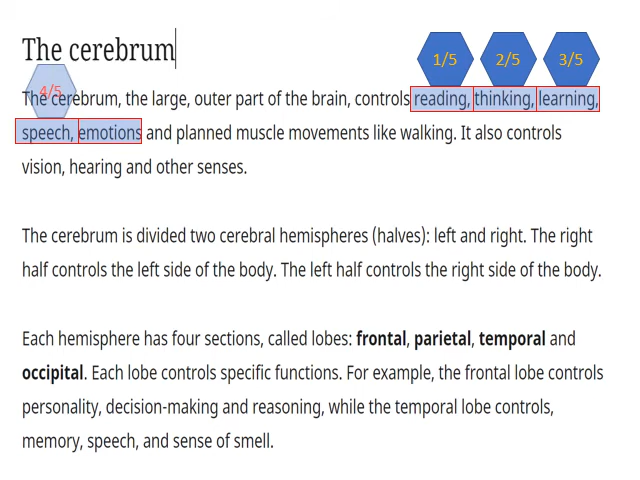 The cerebrum
1/5 2/5 3/5
4/5
The cerebrum, the large, outer part of the brain, controls reading, thinking, learning,
speech, emotions and planned muscle movements like walking. It also controls
vision, hearing and other senses.
The cerebrum is divided two cerebral hemispheres (halves): left and right. The right
half controls the left side of the body. The left half controls the right side of the body.
Each hemisphere has four sections, called lobes: frontal, parietal, temporal and
occipital. Each lobe controls specific functions. For example, the frontal lobe controls
personality, decision-making and reasoning, while the temporal lobe controls,
memory, speech, and sense of smell.